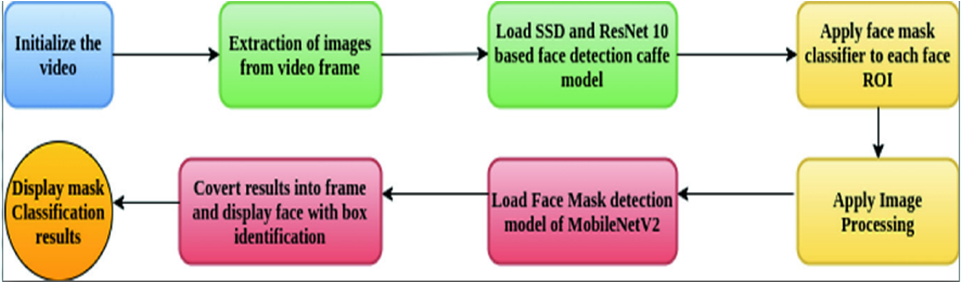 Initialize the
video
Extraction of images
from video frame
Load SSD and ResNet 10
based face detection caffe
model
Apply face mask
classifier to each face
ROI
Apply Image
Processing
Load Face Mask detection
model of MobileNetV2
Covert results into frame
and display face with box
identification
Display mask
Classification
results